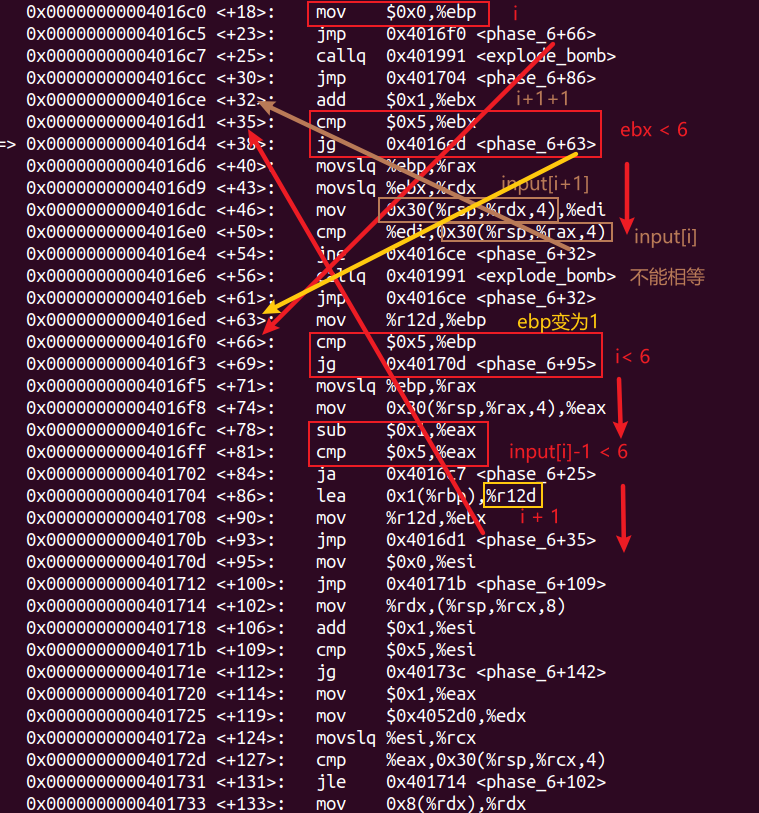 0x00000000004016c0 <+18>: mov $0x0,%ebp i
0x00000000004016c5 <+23>: jmp 0x4016f0 <phase_6+66>
0x00000000004016c7 <+25>: callq 0x401991 <explode_bomb>
0x00000000004016cc <+30>: jmp 0x401704 <phase_6+86>
0x00000000004016ce <+32>: add $0x1,%ebx i+1+1
0x00000000004016d1 <+35>: cmp $0x5,%ebx ebx < 6
=> 0x00000000004016d4 <+38>: jg 0x4016ed <phase_6+63>
0x00000000004016d6 <+40>: movslq %ebp,%rax
0x00000000004016d9 <+43>: movslq %ebx,%rdx input[i+1]
0x00000000004016dc <+46>: mov 0x30(%rsp,%rdx,4),%edi
0x00000000004016e0 <+50>: cmp %edi,0x30(%rsp,%rax,4) input[i]
0x00000000004016e4 <+54>: jne 0x4016ce <phase_6+32>
0x00000000004016e6 <+56>: callq 0x401991 <explode_bomb> 不能相等
0x00000000004016eb <+61>: jmp 0x4016ce <phase_6+32>
0x00000000004016ed <+63>: mov %r12d,%ebp ebp变为1
0x00000000004016f0 <+66>: cmp $0x5,%ebp i< 6
0x00000000004016f3 <+69>: jg 0x40170d <phase_6+95>
0x00000000004016f5 <+71>: movslq %ebp,%rax
0x00000000004016f8 <+74>: mov 0x30(%rsp,%rax,4),%eax
0x00000000004016fc <+78>: sub $0x1,%eax
0x00000000004016ff <+81>: cmp $0x5,%eax input[i]-1 < 6
0x0000000000401702 <+84>: ja 0x4016c7 <phase_6+25>
0x0000000000401704 <+86>: lea 0x1(%rbp),%r12d
0x0000000000401708 <+90>: mov %r12d,%ebx i + 1
0x000000000040170b <+93>: jmp 0x4016d1 <phase_6+35>
0x000000000040170d <+95>: mov $0x0,%esi
0x0000000000401712 <+100>: jmp 0x40171b <phase_6+109>
0x0000000000401714 <+102>: mov %rdx,(%rsp,%rcx,8)
0x0000000000401718 <+106>: add $0x1,%esi
0x000000000040171b <+109>: cmp $0x5,%esi
0x000000000040171e <+112>: jg 0x40173c <phase_6+142>
0x0000000000401720 <+114>: mov $0x1,%eax
0x0000000000401725 <+119>: mov $0x4052d0,%edx
0x000000000040172a <+124>: movslq %esi,%rcx
0x000000000040172d <+127>: cmp %eax,0x30(%rsp,%rcx,4)
0x0000000000401731 <+131>: jle 0x401714 <phase_6+102>
0x0000000000401733 <+133>: mov 0x8(%rdx),%rdx